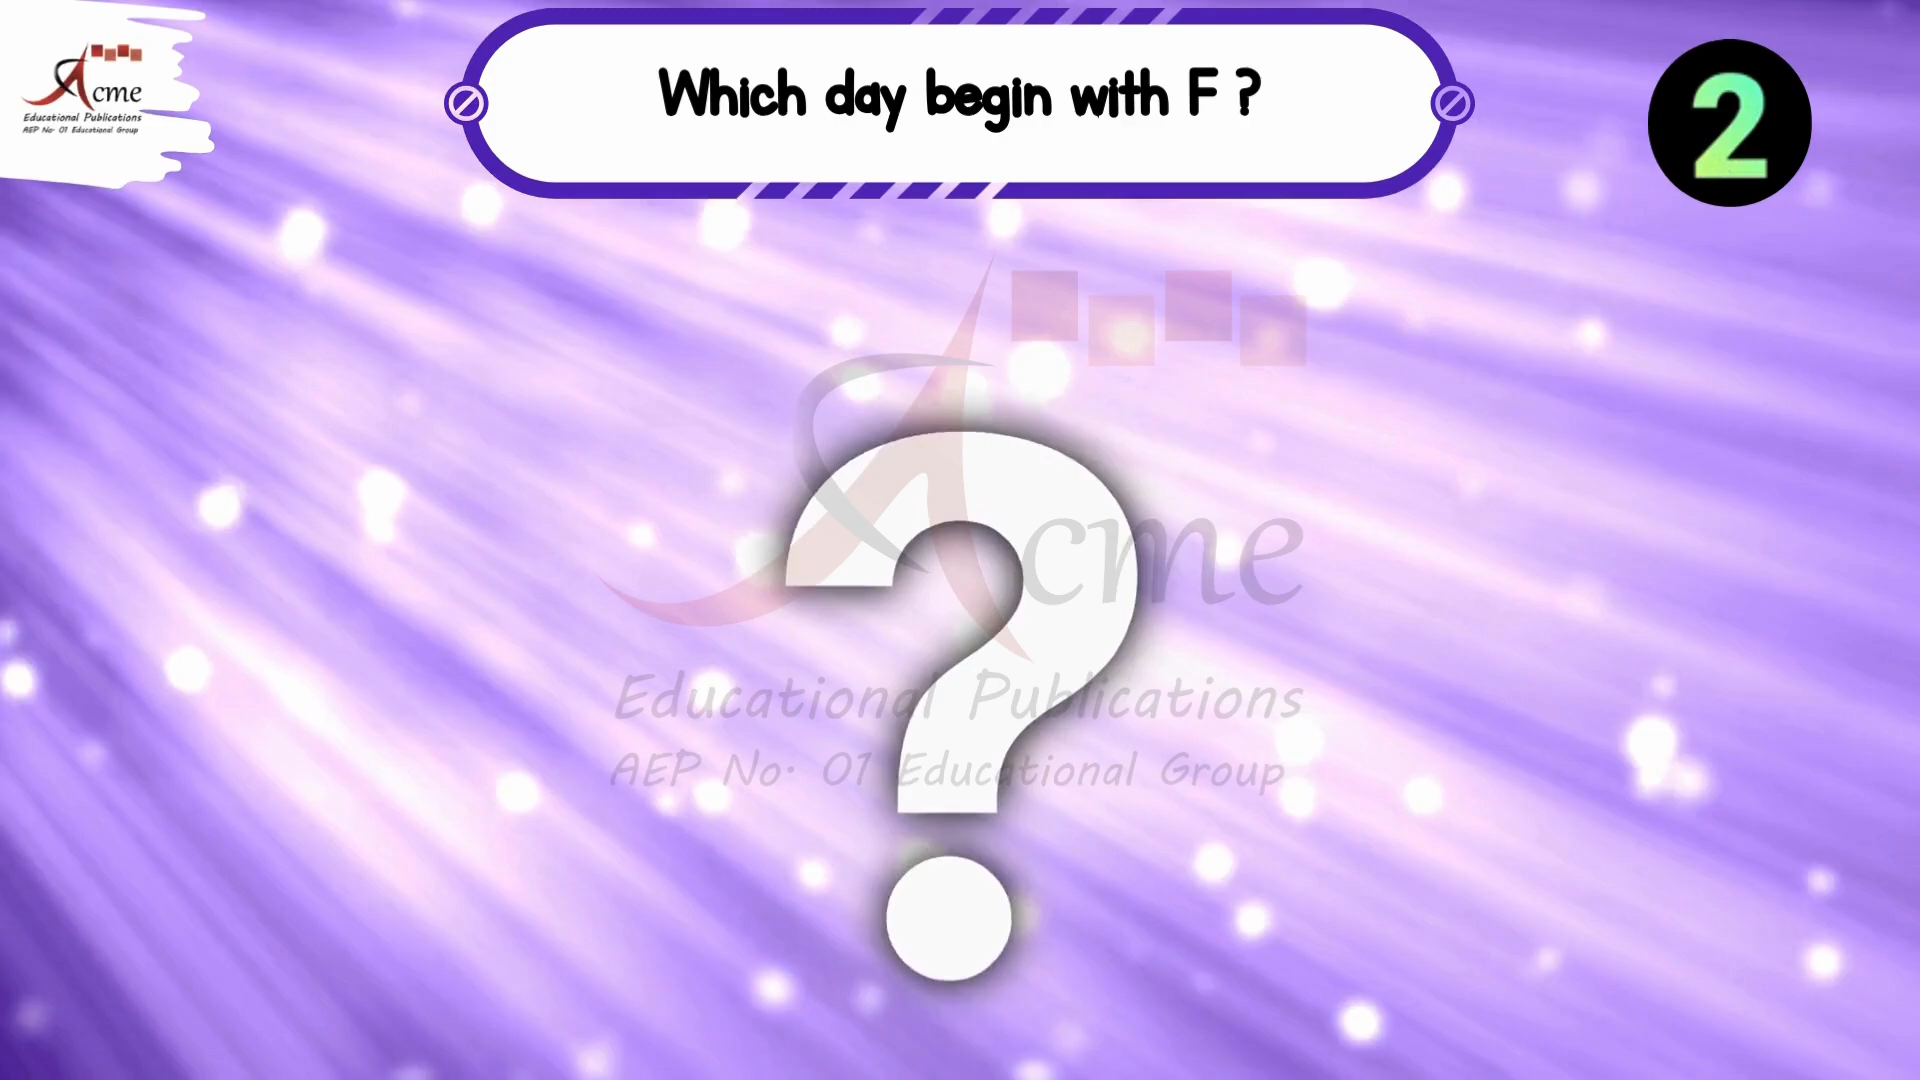 Acme
Educational Publications
AEP No. 01 Educational Group
Which day begin with F ?
2
?
Acme
Educational Publications
AEP No. 01 Educational Group